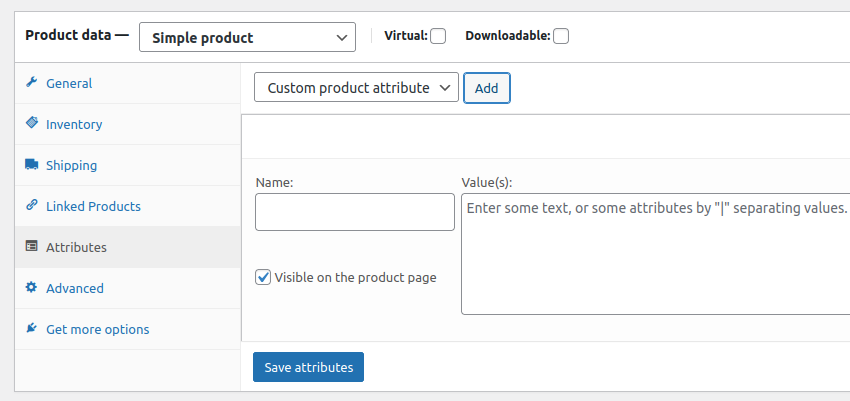 Product data — Simple product Virtual: Downloadable:
General
Custom product attribute Add
Inventory
Shipping
Name: Value(s):
Enter some text, or some attributes by "|" separating values.
Linked Products
Attributes
Visible on the product page
Advanced
Get more options
Save attributes